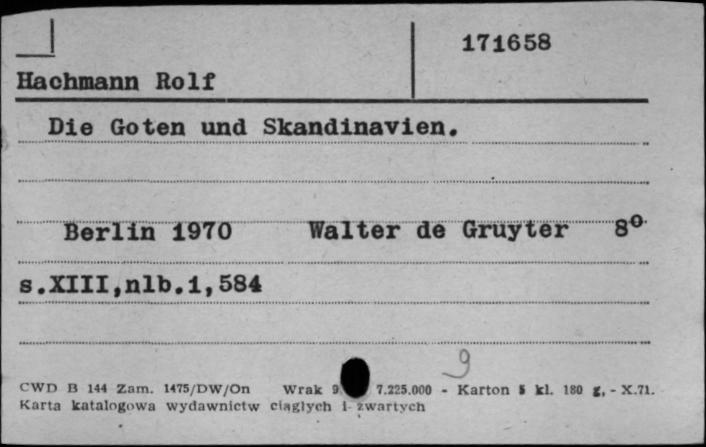 171658
Hachmann Rolf
Die Goten und Skandinavien.
Berlin 1970 Walter de Gruyter 8°
s.XIII,nlb.1,584
9
CWD B 144 Zam. 1475/DW/On Wrak 9 7.225.000 - Karton 5 kl. 180 g, - X.71.
Karta katalogowa wydawnictw ciągłych i zwartych